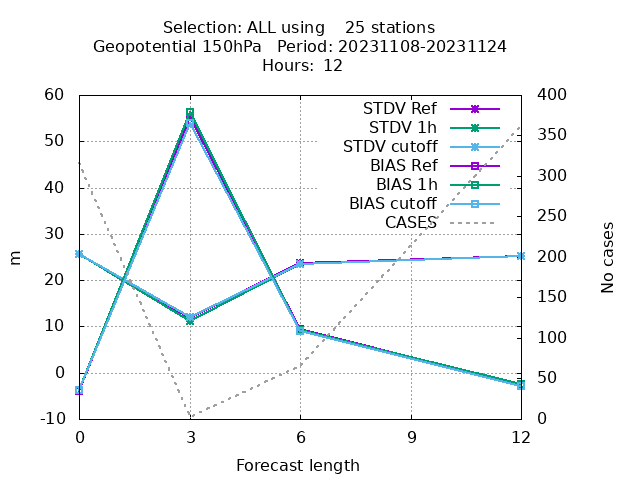 Selection: ALL using    25 stations
Geopotential 150hPa   Period: 20231108-20231124
Hours:  12
60
50
40
30
20
10
0
-10
m
400
350
300
250
200
150
100
50
0
No cases
STDV Ref
STDV 1h
STDV cutoff
BIAS Ref
BIAS 1h
BIAS cutoff
CASES
0 3 6 9 12
Forecast length